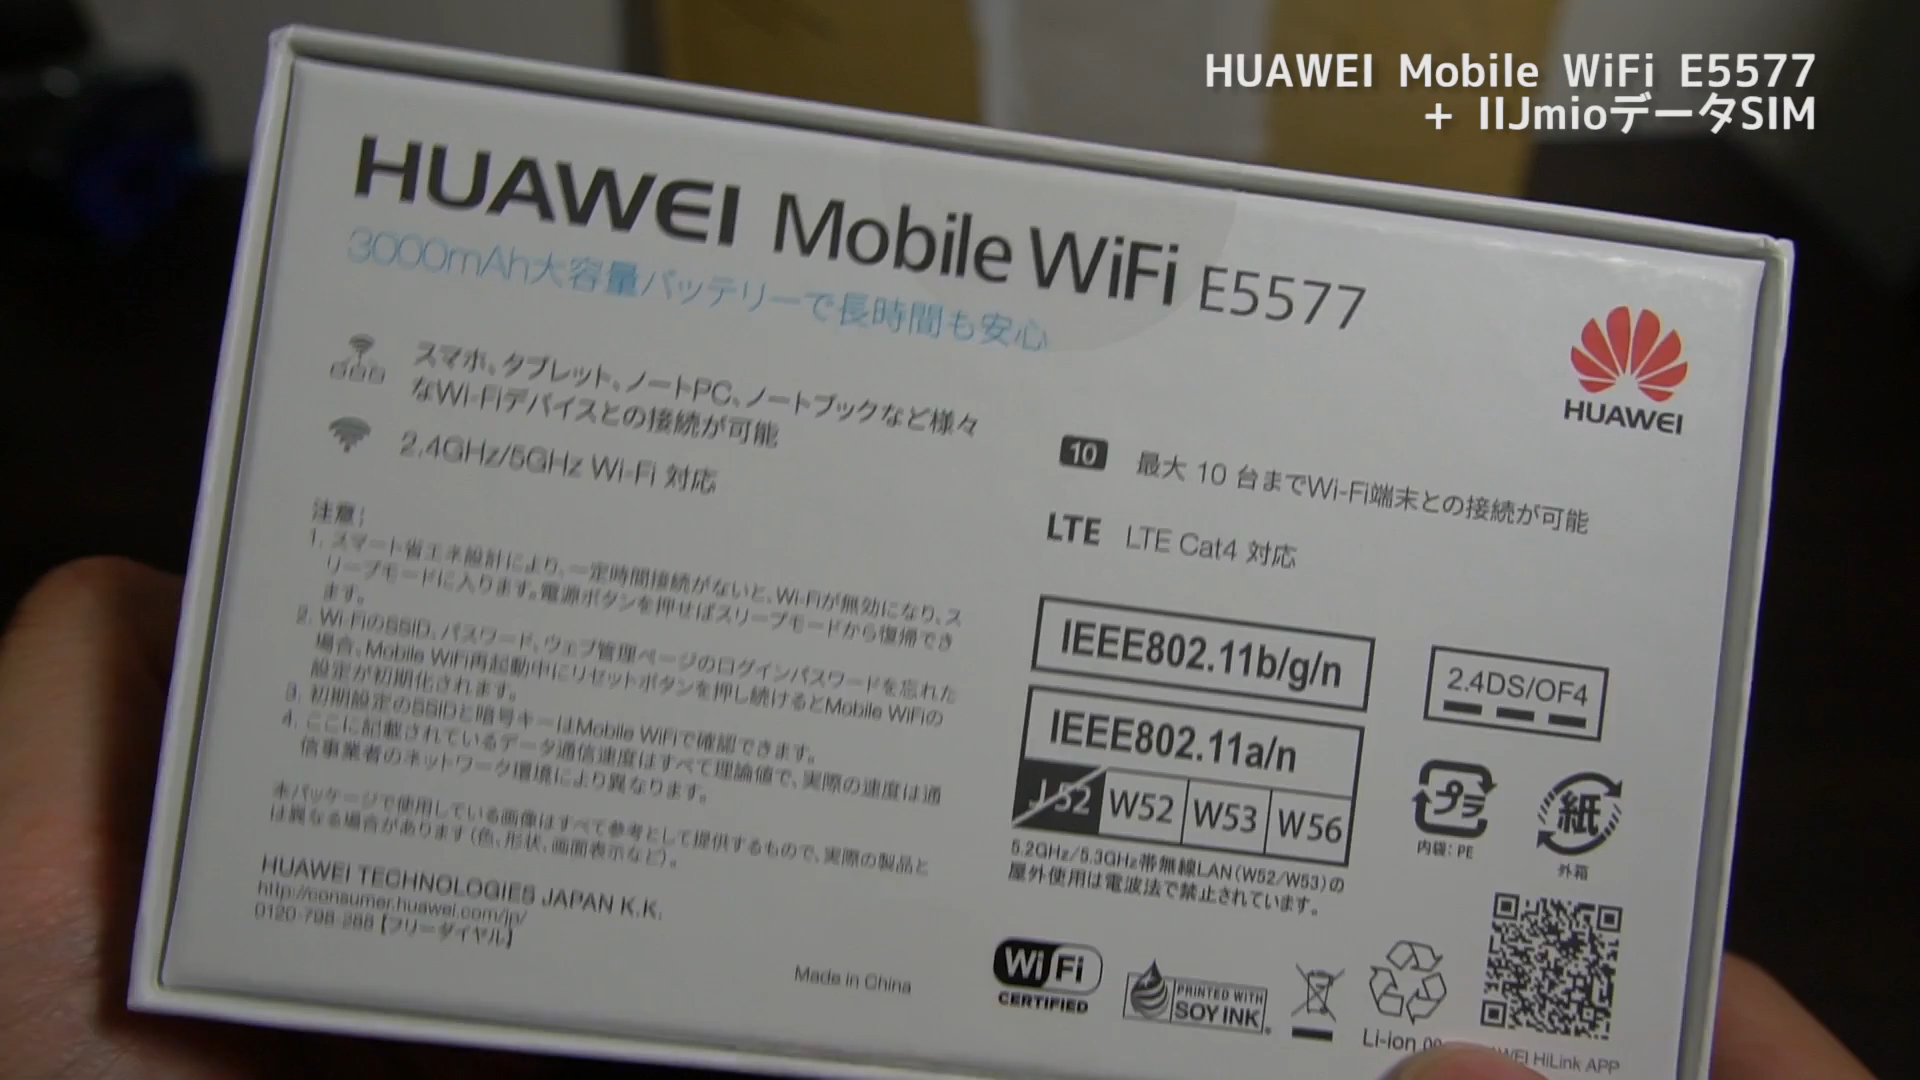 HUAWEI Mobile WiFi E5577
+ IIJmioデータSIM
HUAWEI Mobile WiFi E5577
3000mAh大容量バッテリーで長時間も安心
スマホ、タブレット、ノートPC、ノートブックなど様々
なWi-Fiデバイスとの接続が可能
2.4GHz/5GHz Wi-Fi 対応
注意:
1. スマート省エネ設計により、一定時間接続がないと、Wi-Fiが無効になり、ス
リープモードに入ります。電源ボタンを押せばスリープモードから復帰でき
ます。
2. Wi-FiのSSID、パスワード、ウェブ管理ページのログインパスワードを忘れた
場合、Mobile WiFi再起動中にリセットボタンを押し続けるとMobile WiFiの
設定が初期化されます。
3. 初期設定のSSIDと暗号キーはMobile WiFiで確認できます。
4. ここに記載されているデータ通信速度はすべて理論値で、実際の速度は通
信事業者のネットワーク環境により異なります。
本パッケージで使用している画像はすべて参考として提供するもので、実際の製品と
は異なる場合があります(色、形状、画面表示など)。
HUAWEI TECHNOLOGIES JAPAN K.K.
http://consumer.huawei.com/jp/
0120-798-288【フリーダイヤル】
Made in China
HUAWEI
10 最大 10 台までWi-Fi端末との接続が可能
LTE LTE Cat4 対応
IEEE802.11b/g/n
IEEE802.11a/n
J52 W52 W53 W56
5.2GHz/5.3GHz帯無線LAN(W52/W53)の
屋外使用は電波法で禁止されています。
2.4DS/OF4
プラ
内袋: PE
紙
外箱
Wi Fi
CERTIFIED
PRINTED WITH
SOY INK
Li-ion
HiLink APP